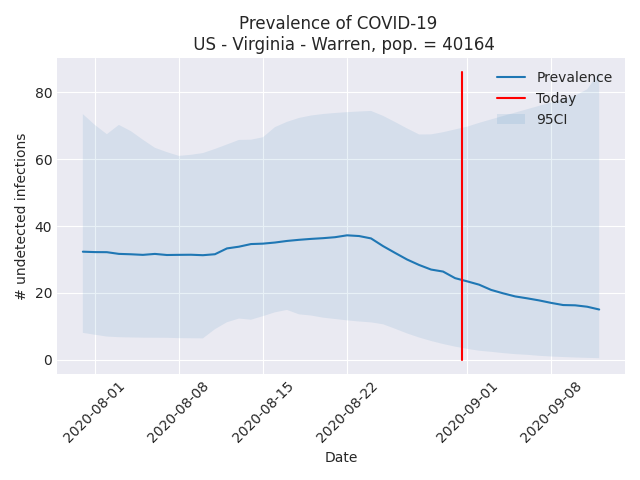 Prevalence of COVID-19
US - Virginia - Warren, pop. = 40164
Prevalence
Today
95CI
# undetected infections
80
60
40
20
0
2020-08-01
2020-08-08
2020-08-15
2020-08-22
2020-09-01
2020-09-08
Date